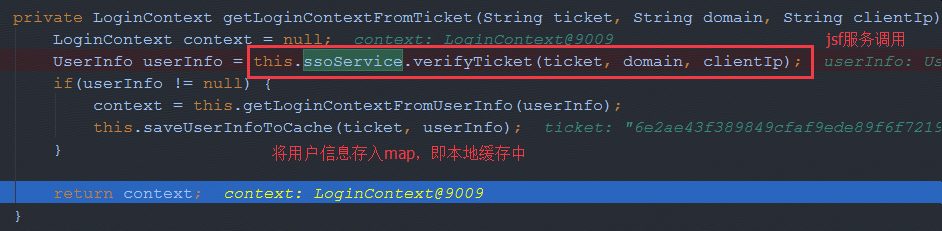 private LoginContext getLoginContextFromTicket(String ticket, String domain, String clientIp)
LoginContext context = null; context: LoginContext@9009
jsf服务调用
UserInfo userInfo = this.ssoService.verifyTicket(ticket, domain, clientIp); userInfo: Us
if(userInfo != null) {
context = this.getLoginContextFromUserInfo(userInfo);
this.saveUserInfoToCache(ticket, userInfo); ticket: "6e2ae43f389849cfaf9ede89f6f7219
}
将用户信息存入map，即本地缓存中
return context; context: LoginContext@9009
}